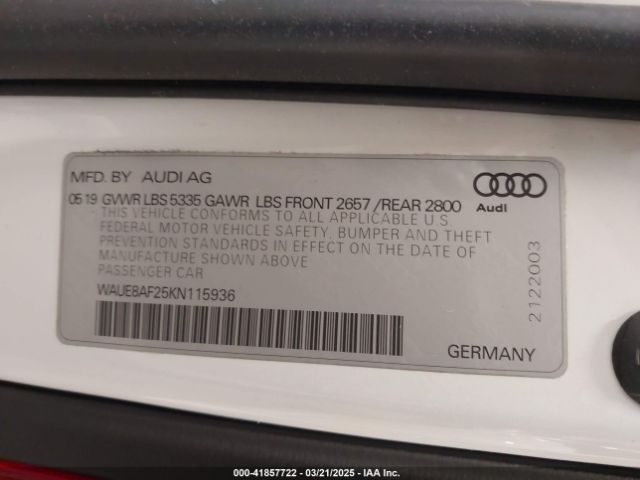 MFD. BY AUDI AG
Audi
05 19 GVWR LBS 5335 GAWR LBS FRONT 2657 /REAR 2800
THIS VEHICLE CONFORMS TO ALL APPLICABLE U S
FEDERAL MOTOR VEHICLE SAFETY, BUMPER AND THEFT
PREVENTION STANDARDS IN EFFECT ON THE DATE OF
MANUFACTURE SHOWN ABOVE
PASSENGER CAR
WAUE8AF25KN115936
2122003
GERMANY
000-41857722 - 03/21/2025 - IAA Inc.